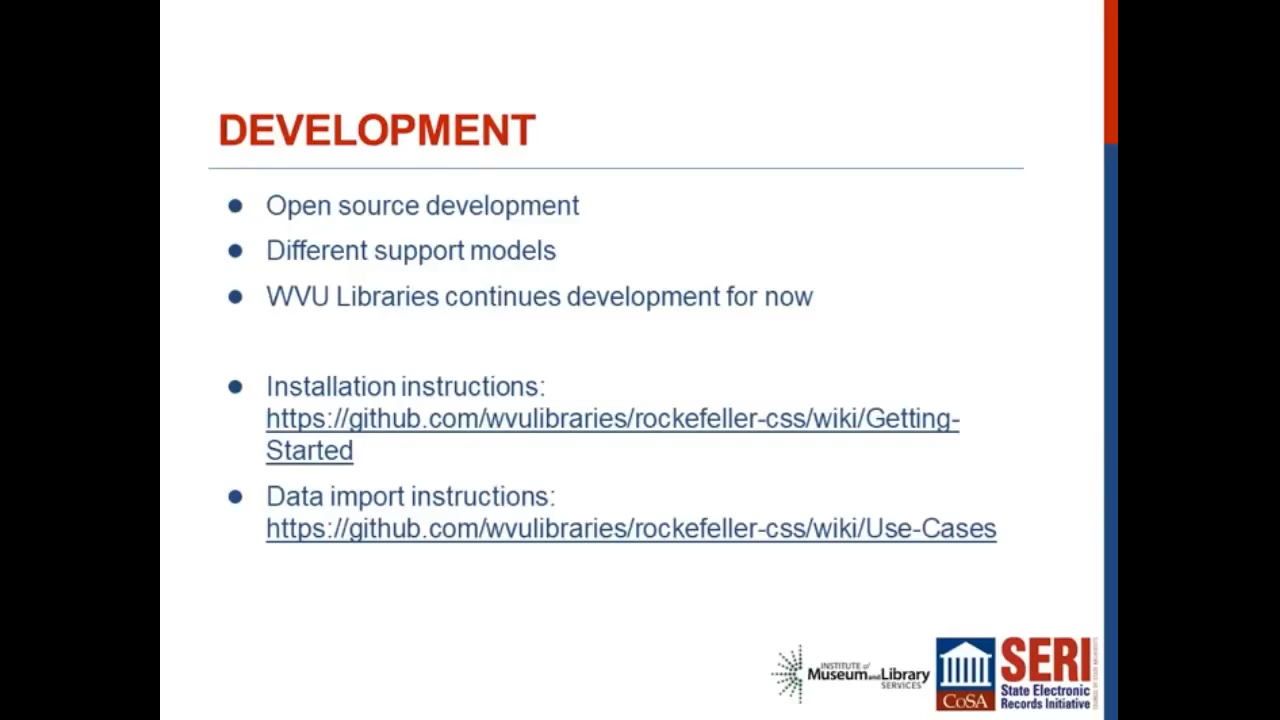 DEVELOPMENT
● Open source development
● Different support models
● WVU Libraries continues development for now
● Installation instructions:
https://github.com/wvulibraries/rockefeller-css/wiki/Getting-
Started
● Data import instructions:
https://github.com/wvulibraries/rockefeller-css/wiki/Use-Cases
INSTITUTE of
Museum and Library
SERVICES
CoSA
SERI
State Electronic
Records Initiative